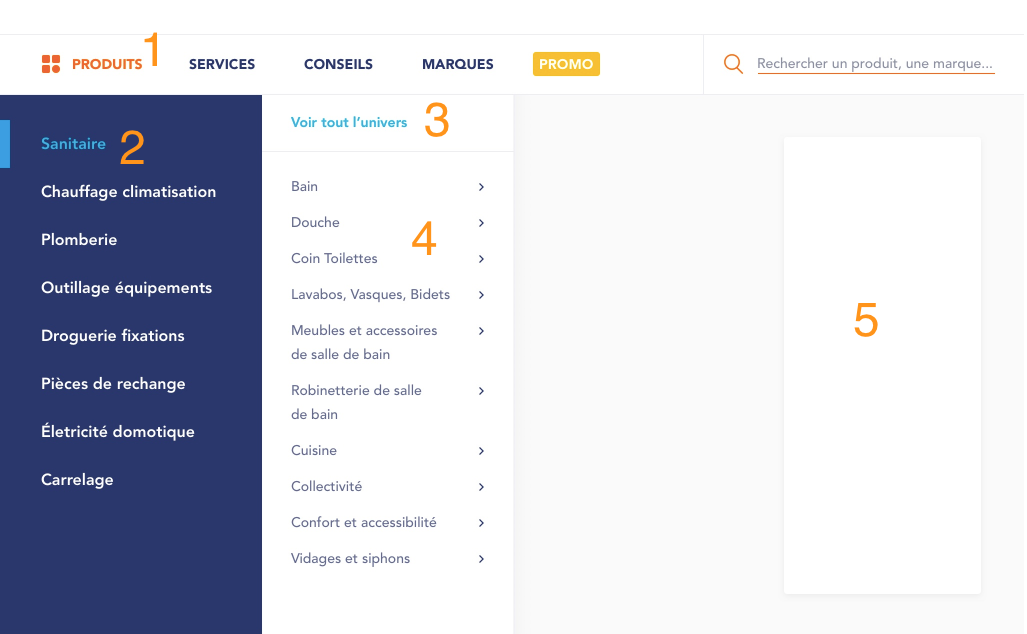 PRODUITS 1 SERVICES CONSEILS MARQUES PROMO Rechercher un produit, une marque...
Sanitaire 2
Chauffage climatisation
Plomberie
Outillage équipements
Droguerie fixations
Pièces de rechange
Életricité domotique
Carrelage
Voir tout l’univers 3
Bain
Douche
4
Coin Toilettes
Lavabos, Vasques, Bidets
Meubles et accessoires
de salle de bain
Robinetterie de salle
de bain
Cuisine
Collectivité
Confort et accessibilité
Vidages et siphons
5